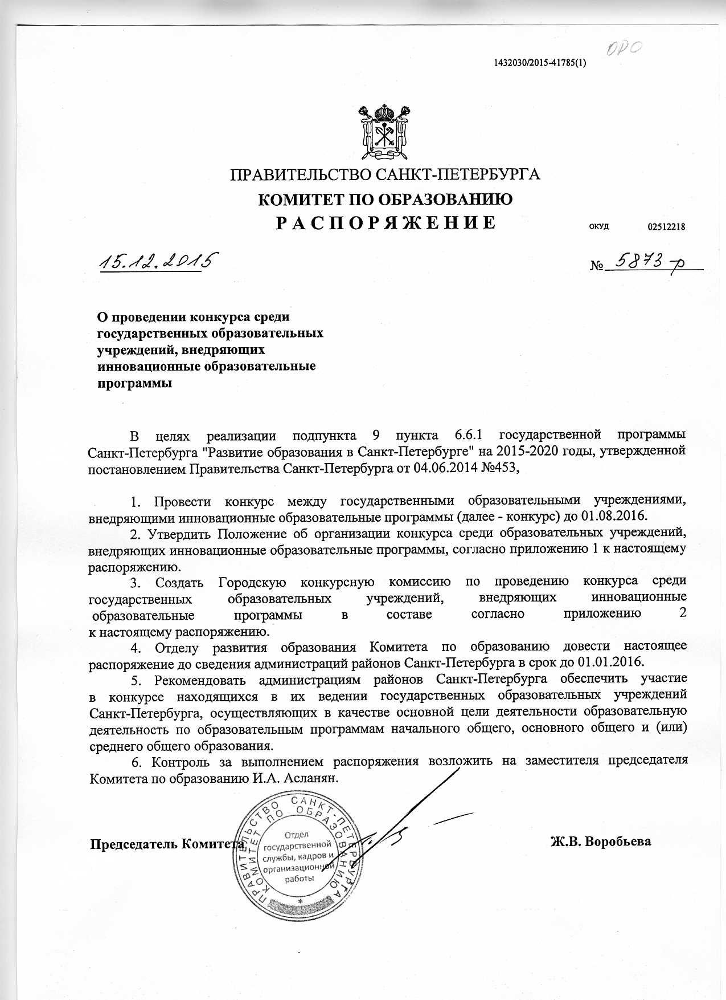 ОРО
1432030/2015-41785(1)
ПРАВИТЕЛЬСТВО САНКТ-ПЕТЕРБУРГА
КОМИТЕТ ПО ОБРАЗОВАНИЮ
Р А С П О Р Я Ж Е Н И Е
ОКУД 02512218
15.12.2015
№ 5873-р
О проведении конкурса среди
государственных образовательных
учреждений, внедряющих
инновационные образовательные
программы
В целях реализации подпункта 9 пункта 6.6.1 государственной программы
Санкт-Петербурга "Развитие образования в Санкт-Петербурге" на 2015-2020 годы, утвержденной
постановлением Правительства Санкт-Петербурга от 04.06.2014 №453,
1. Провести конкурс между государственными образовательными учреждениями,
внедряющими инновационные образовательные программы (далее - конкурс) до 01.08.2016.
2. Утвердить Положение об организации конкурса среди образовательных учреждений,
внедряющих инновационные образовательные программы, согласно приложению 1 к настоящему
распоряжению.
3. Создать Городскую конкурсную комиссию по проведению конкурса среди
государственных образовательных учреждений, внедряющих инновационные
образовательные программы в составе согласно приложению 2
к настоящему распоряжению.
4. Отделу развития образования Комитета по образованию довести настоящее
распоряжение до сведения администраций районов Санкт-Петербурга в срок до 01.01.2016.
5. Рекомендовать администрациям районов Санкт-Петербурга обеспечить участие
в конкурсе находящихся в их ведении государственных образовательных учреждений
Санкт-Петербурга, осуществляющих в качестве основной цели деятельности образовательную
деятельность по образовательным программам начального общего, основного общего и (или)
среднего общего образования.
6. Контроль за выполнением распоряжения возложить на заместителя председателя
Комитета по образованию И.А. Асланян.
Председатель Комитета
Ж.В. Воробьева
ПРАВИТЕЛЬСТВО САНКТ-ПЕТЕРБУРГА
КОМИТЕТ ПО ОБРАЗОВАНИЮ
Отдел
государственной
службы, кадров и
организационной
работы
*